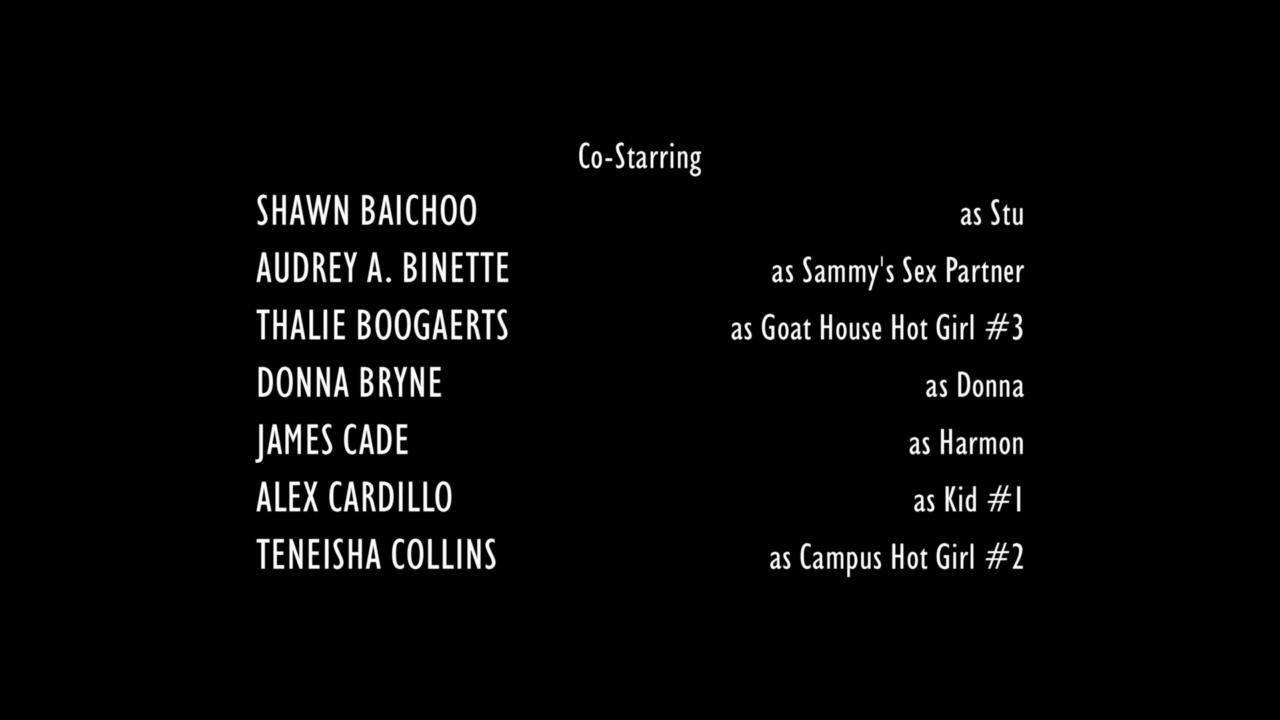 Co-Starring
SHAWN BAICHOO as Stu
AUDREY A. BINETTE as Sammy's Sex Partner
THALIE BOOGAERTS as Goat House Hot Girl #3
DONNA BRYNE as Donna
JAMES CADE as Harmon
ALEX CARDILLO as Kid #1
TENEISHA COLLINS as Campus Hot Girl #2